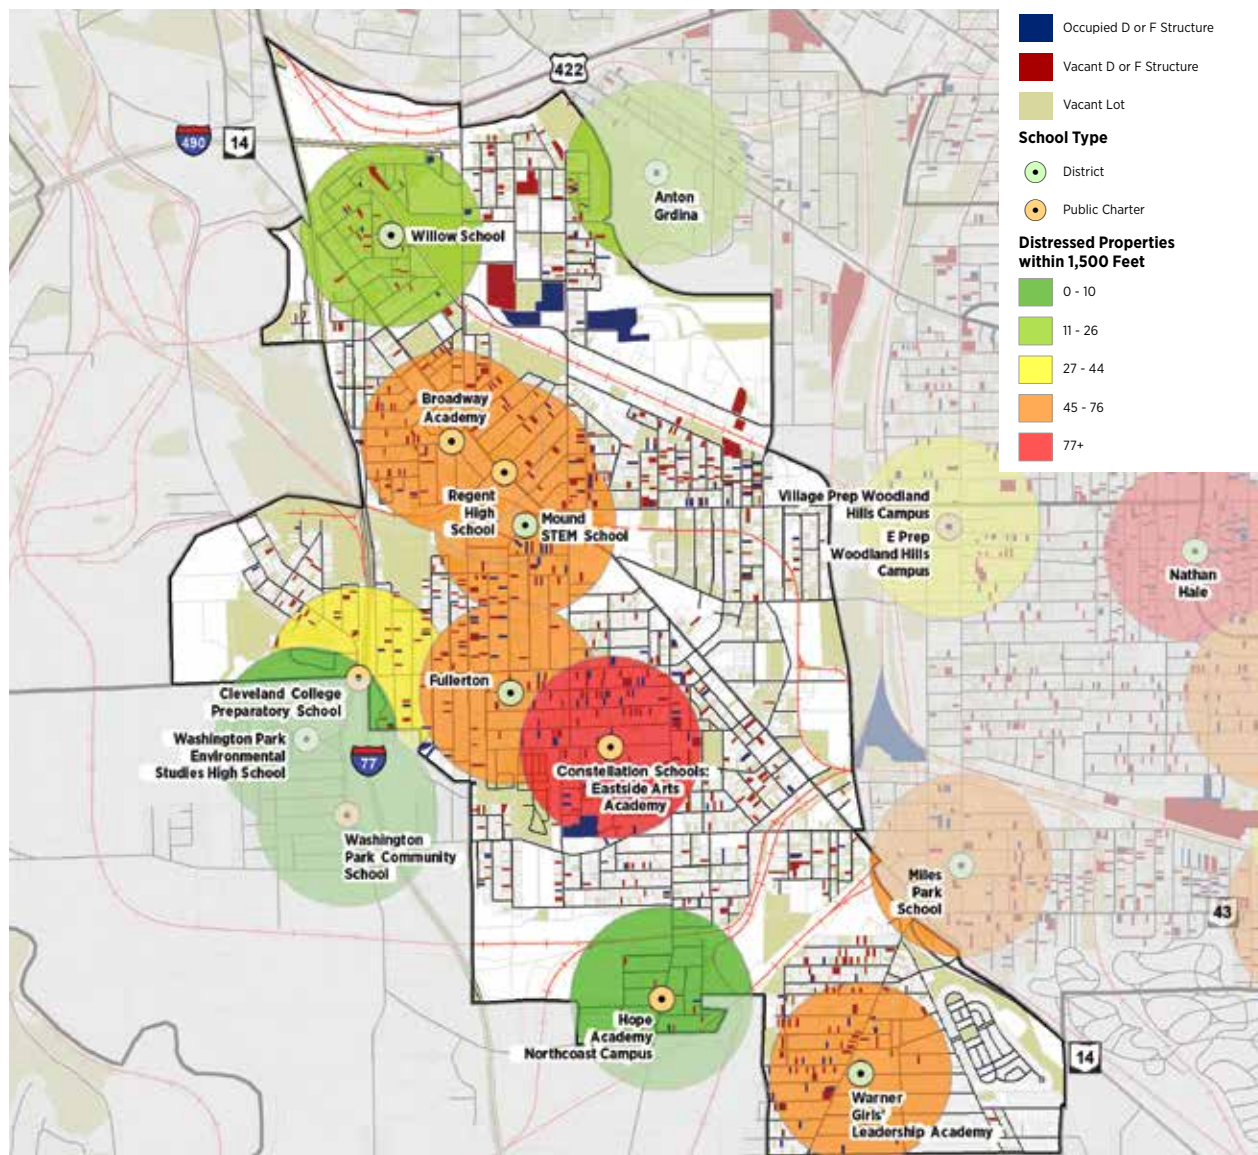 Occupied D or F Structure
Vacant D or F Structure
Vacant Lot
School Type
District
Public Charter
Distressed Properties
within 1,500 Feet
0 - 10
11 - 26
27 - 44
45 - 76
77+
422
490
14
Anton
Grdina
Willow School
Broadway
Academy
Regent
High
School
Mound
STEM School
Village Prep Woodland
Hills Campus
E Prep
Woodland Hills
Campus
Nathan
Hale
Fullerton
Cleveland College
Preparatory School
Washington Park
Environmental
Studies High School
77
Constellation Schools:
Eastside Arts
Academy
Washington
Park Community
School
Miles
Park
School
43
Hope
Academy
Northcoast Campus
14
Warner
Girls'
Leadership Academy